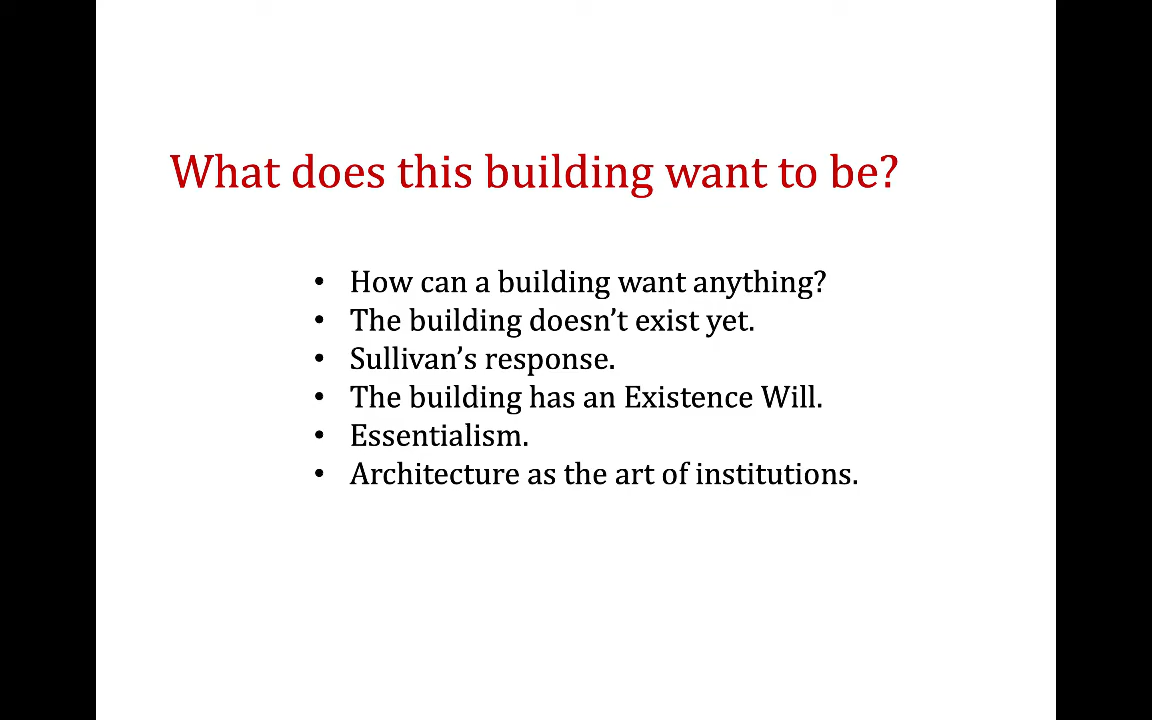 What does this building want to be?
• How can a building want anything?
• The building doesn’t exist yet.
• Sullivan’s response.
• The building has an Existence Will.
• Essentialism.
• Architecture as the art of institutions.